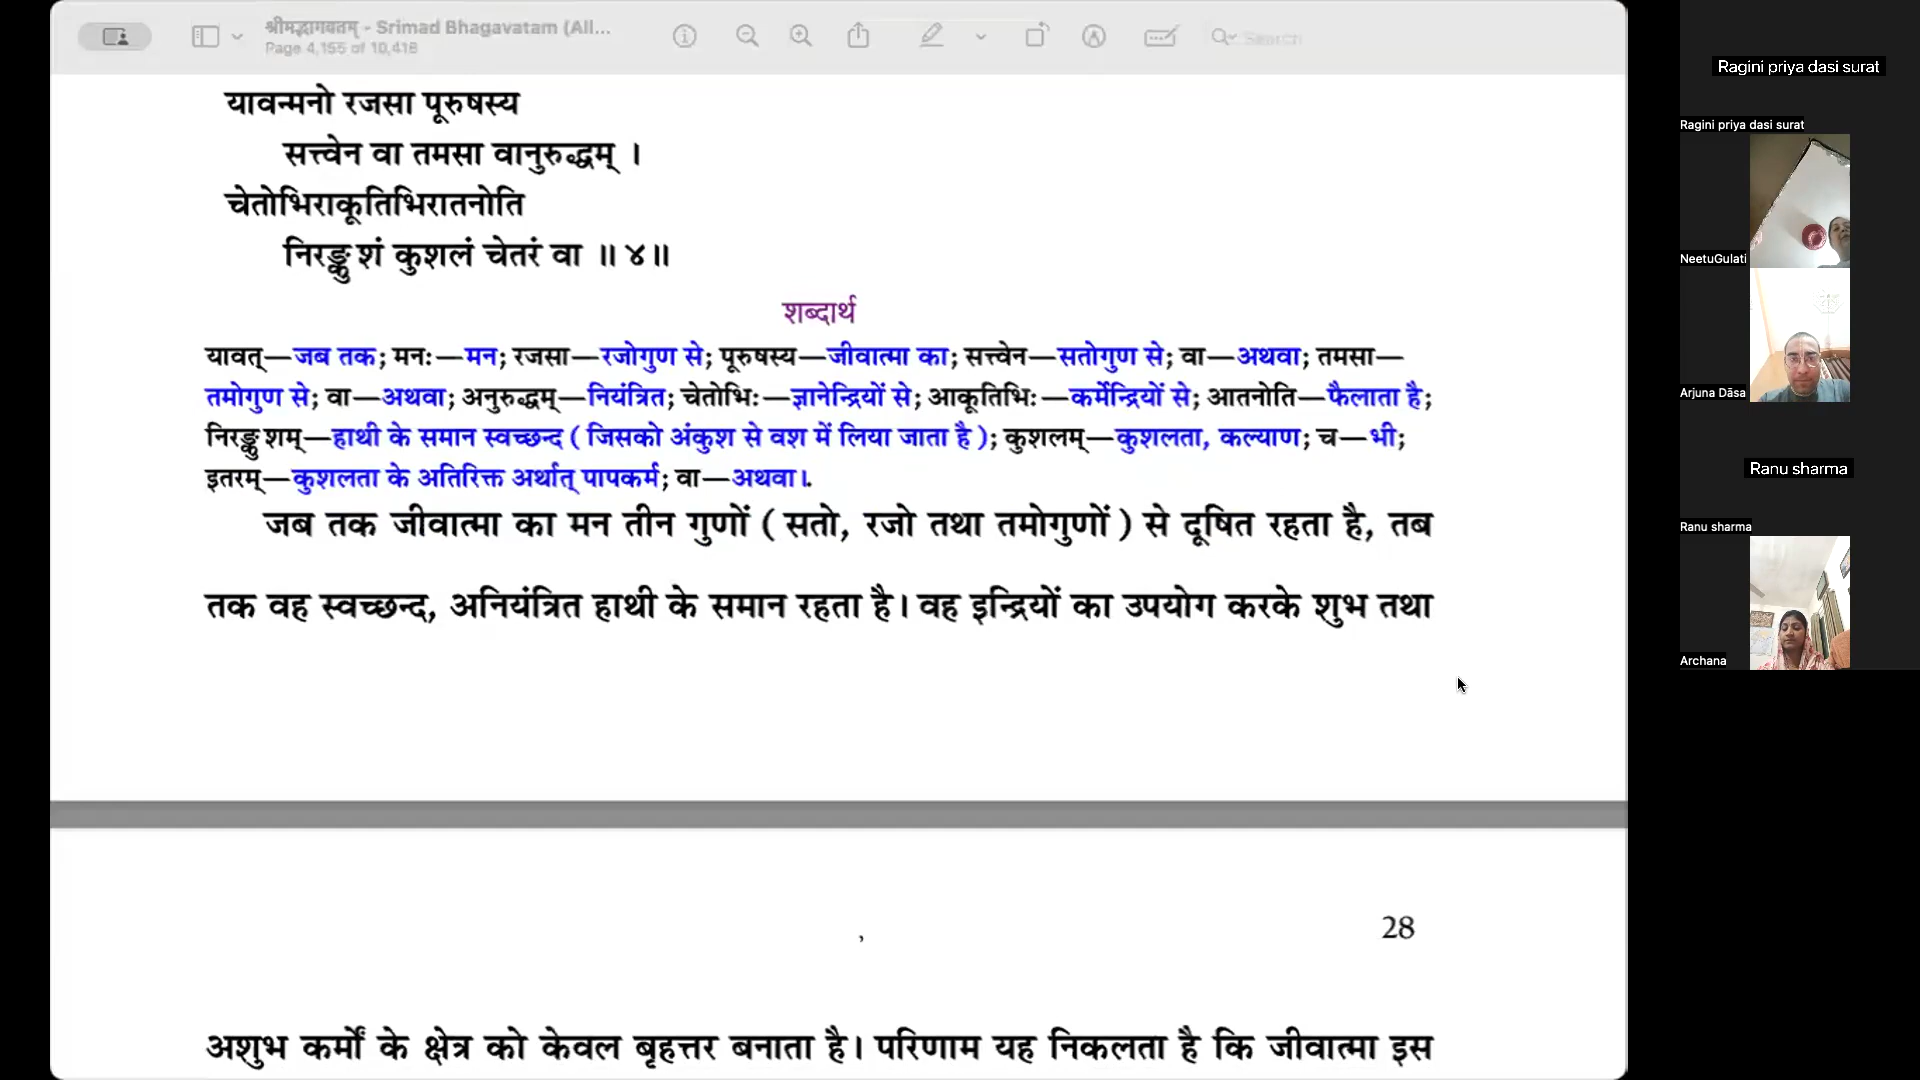 श्रीमद्भागवतम् - Srimad Bhagavatam (All...
Page 4,155 of 10,418
Search
यावन्मनो रजसा पूरुषस्य
सत्त्वेन वा तमसा वानुरुद्धम् ।
चेतोभिराकूतिभिरातनोति
निरङ्कुशं कुशलं चेतरं वा ॥ ४॥
शब्दार्थ
यावत्—जब तक; मनः—मन; रजसा—रजोगुण से; पूरुषस्य—जीवात्मा का; सत्त्वेन—सतोगुण से; वा—अथवा; तमसा—
तमोगुण से; वा—अथवा; अनुरुद्धम्—नियंत्रित; चेतोभिः—ज्ञानेन्द्रियों से; आकूतिभिः—कर्मेन्द्रियों से; आतनोति—फैलाता है;
निरङ्कुशम्—हाथी के समान स्वच्छन्द ( जिसको अंकुश से वश में लिया जाता है ); कुशलम्—कुशलता, कल्याण; च—भी;
इतरम्—कुशलता के अतिरिक्त अर्थात् पापकर्म; वा—अथवा।.
जब तक जीवात्मा का मन तीन गुणों ( सतो, रजो तथा तमोगुणों ) से दूषित रहता है, तब
तक वह स्वच्छन्द, अनियंत्रित हाथी के समान रहता है। वह इन्द्रियों का उपयोग करके शुभ तथा
28
,
अशुभ कर्मों के क्षेत्र को केवल बृहत्तर बनाता है। परिणाम यह निकलता है कि जीवात्मा इस
Ragini priya dasi surat
Ragini priya dasi surat
NeetuGulati
Arjuna Dāsa
Ranu sharma
Ranu sharma
Archana